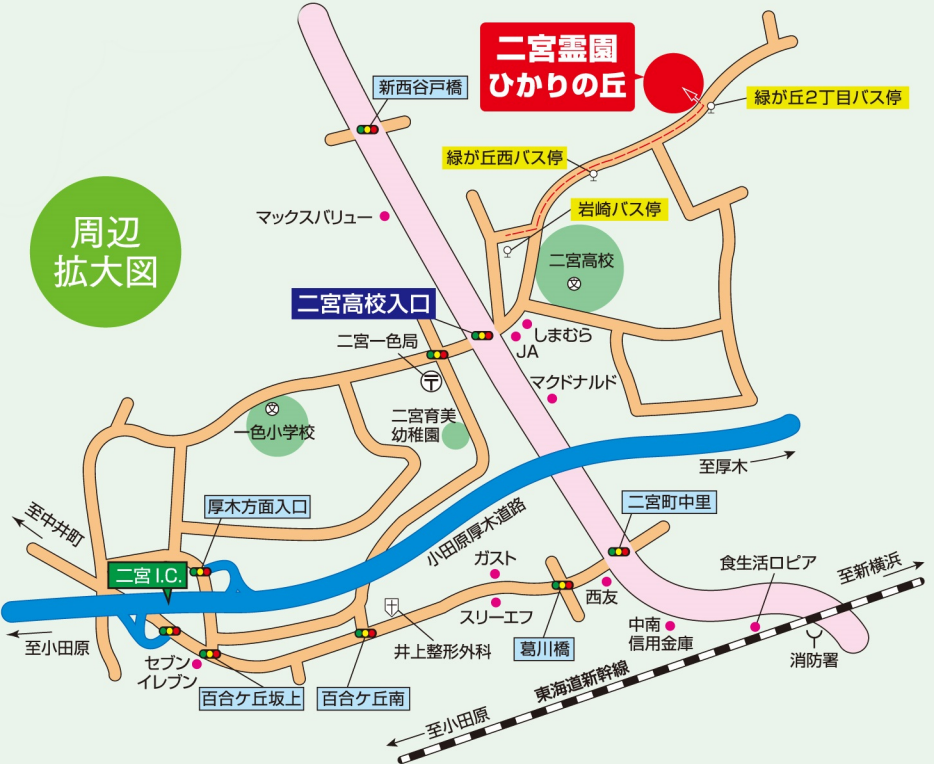 二宮霊園
ひかりの丘
新西谷戸橋
緑が丘2丁目バス停
緑が丘西バス停
岩崎バス停
マックスバリュー
周辺
拡大図
二宮高校
二宮高校入口
二宮一色局
しまむら
JA
マクドナルド
一色小学校
二宮育美
幼稚園
至厚木
厚木方面入口
二宮町中里
至中井町
小田原厚木道路
ガスト
食生活ロピア
至新横浜
二宮I.C.
西友
スリーエフ
中南
信用金庫
至小田原
井上整形外科
葛川橋
消防署
セブン
イレブン
百合ケ丘坂上
百合ケ丘南
東海道新幹線
至小田原